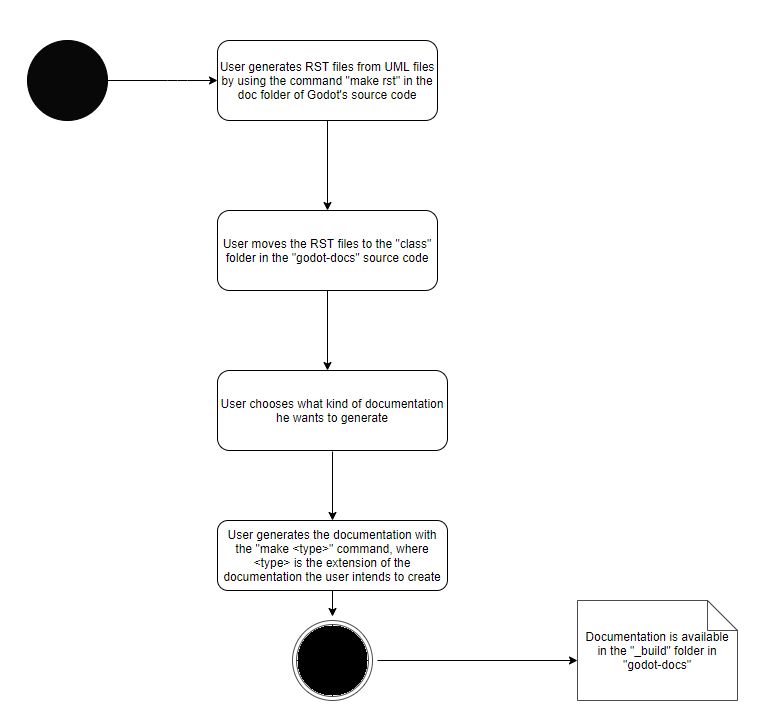 User generates RST files from UML files
by using the command "make rst" in the
doc folder of Godot's source code
User moves the RST files to the "class"
folder in the "godot-docs" source code
User chooses what kind of documentation
he wants to generate
User generates the documentation with
the "make <type>" command, where
<type> is the extension of the
documentation the user intends to create
Documentation is available
in the "_build" folder in
"godot-docs"